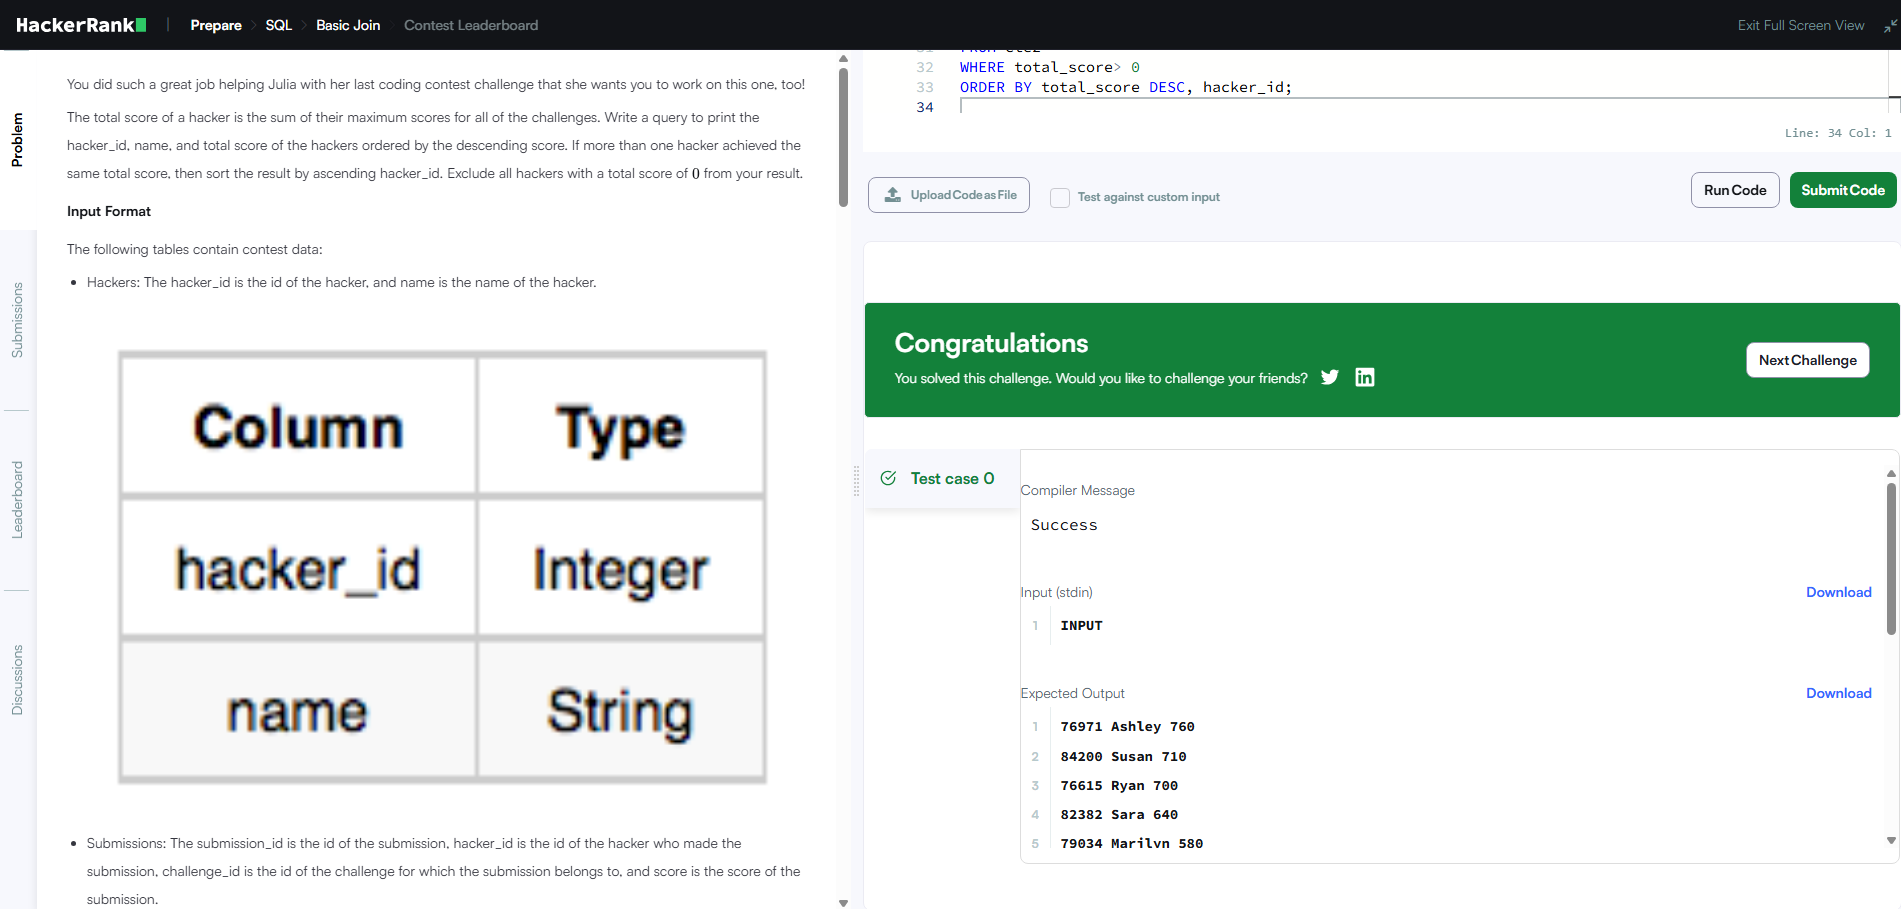 HackerRank
Prepare
SQL
Basic Join
Contest Leaderboard
Exit Full Screen View
Problem
Submissions
Leaderboard
Discussions
You did such a great job helping Julia with her last coding contest challenge that she wants you to work on this one, too!
The total score of a hacker is the sum of their maximum scores for all of the challenges. Write a query to print the
hacker_id, name, and total score of the hackers ordered by the descending score. If more than one hacker achieved the
same total score, then sort the result by ascending hacker_id. Exclude all hackers with a total score of 0 from your result.
Input Format
The following tables contain contest data:
Hackers: The hacker_id is the id of the hacker, and name is the name of the hacker.
Column Type
hacker_id Integer
name String
Submissions: The submission_id is the id of the submission, hacker_id is the id of the hacker who made the
submission, challenge_id is the id of the challenge for which the submission belongs to, and score is the score of the
submission.
32 WHERE total_score> 0
33 ORDER BY total_score DESC, hacker_id;
34
Line: 34 Col: 1
Upload Code as File
Test against custom input
Run Code
Submit Code
Congratulations
You solved this challenge. Would you like to challenge your friends?
Next Challenge
Test case 0
Compiler Message
Success
Input (stdin)
Download
1 INPUT
Expected Output
Download
1 76971 Ashley 760
2 84200 Susan 710
3 76615 Ryan 700
4 82382 Sara 640
5 79034 Marilyn 580